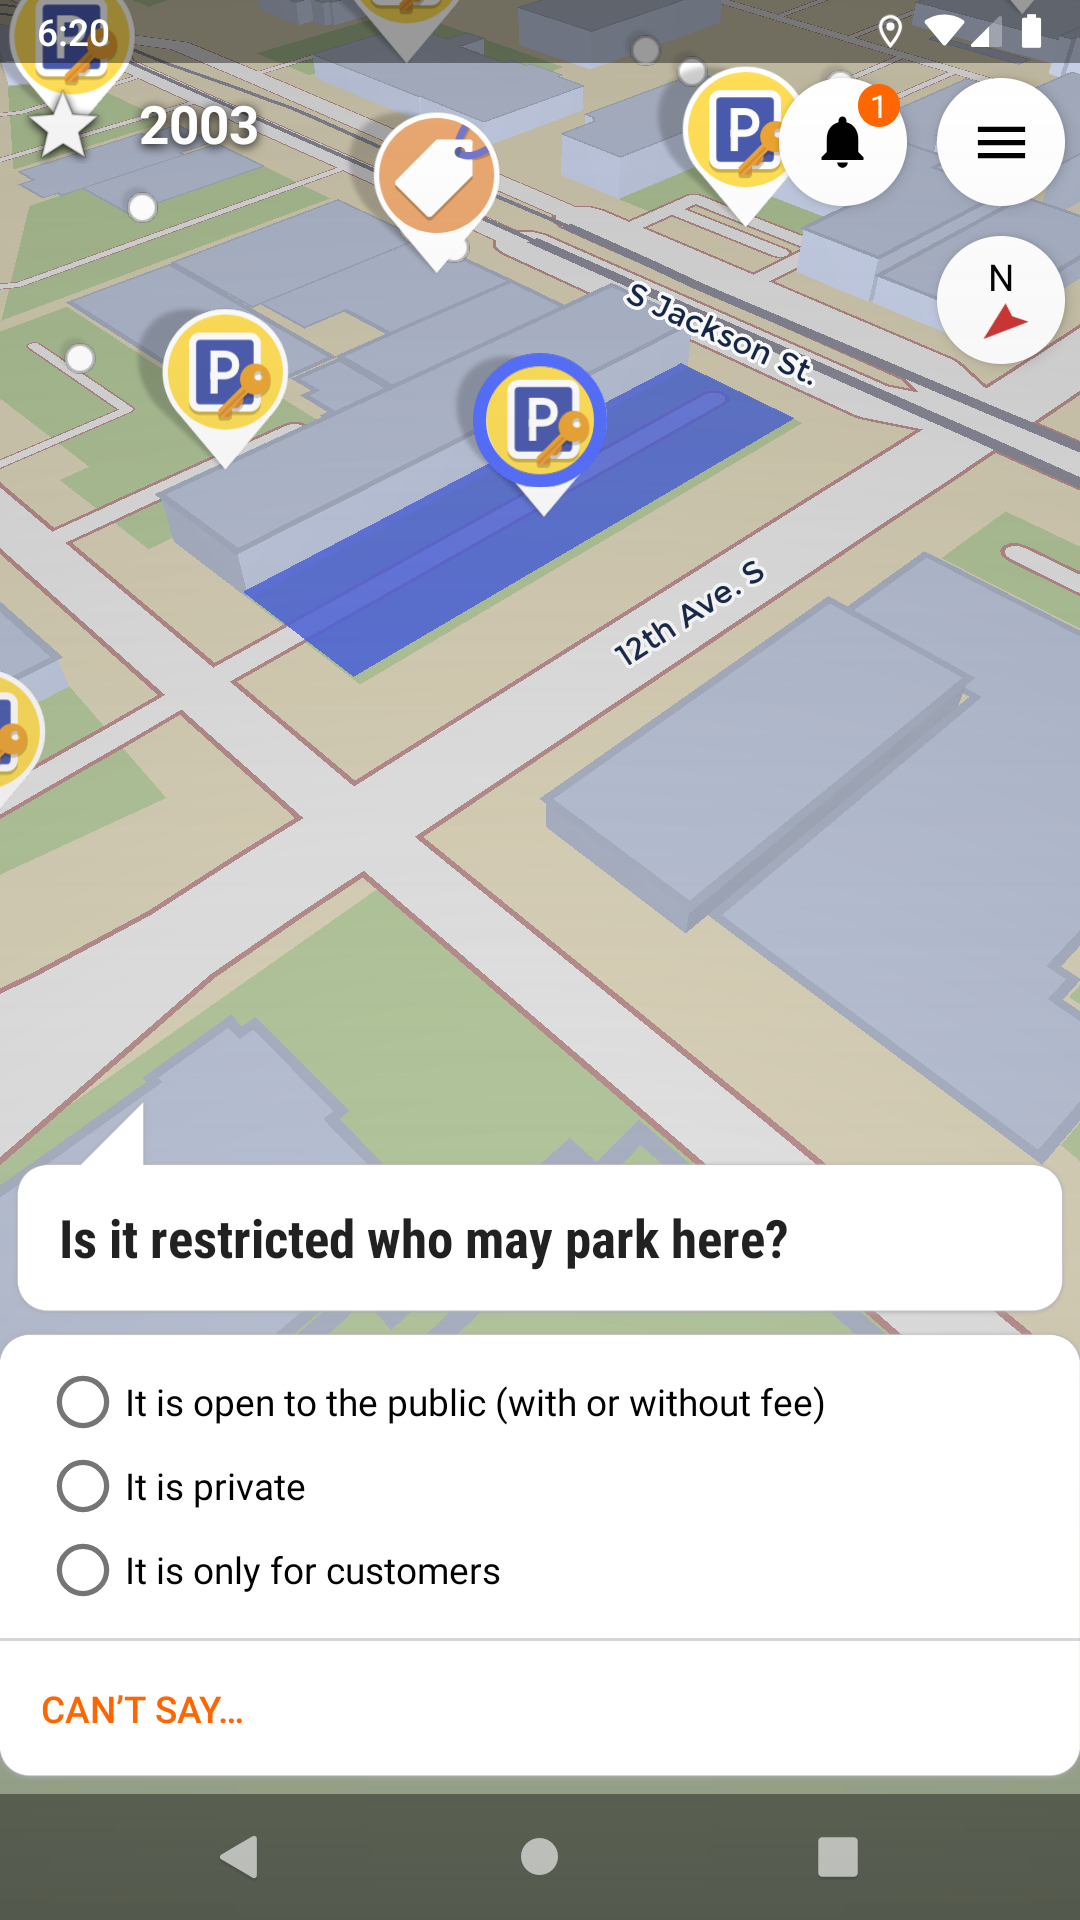 6:20
2003
P
P
1
N
P
P
S Jackson St.
12th Ave. S
Is it restricted who may park here?
It is open to the public (with or without fee)
It is private
It is only for customers
CAN'T SAY...